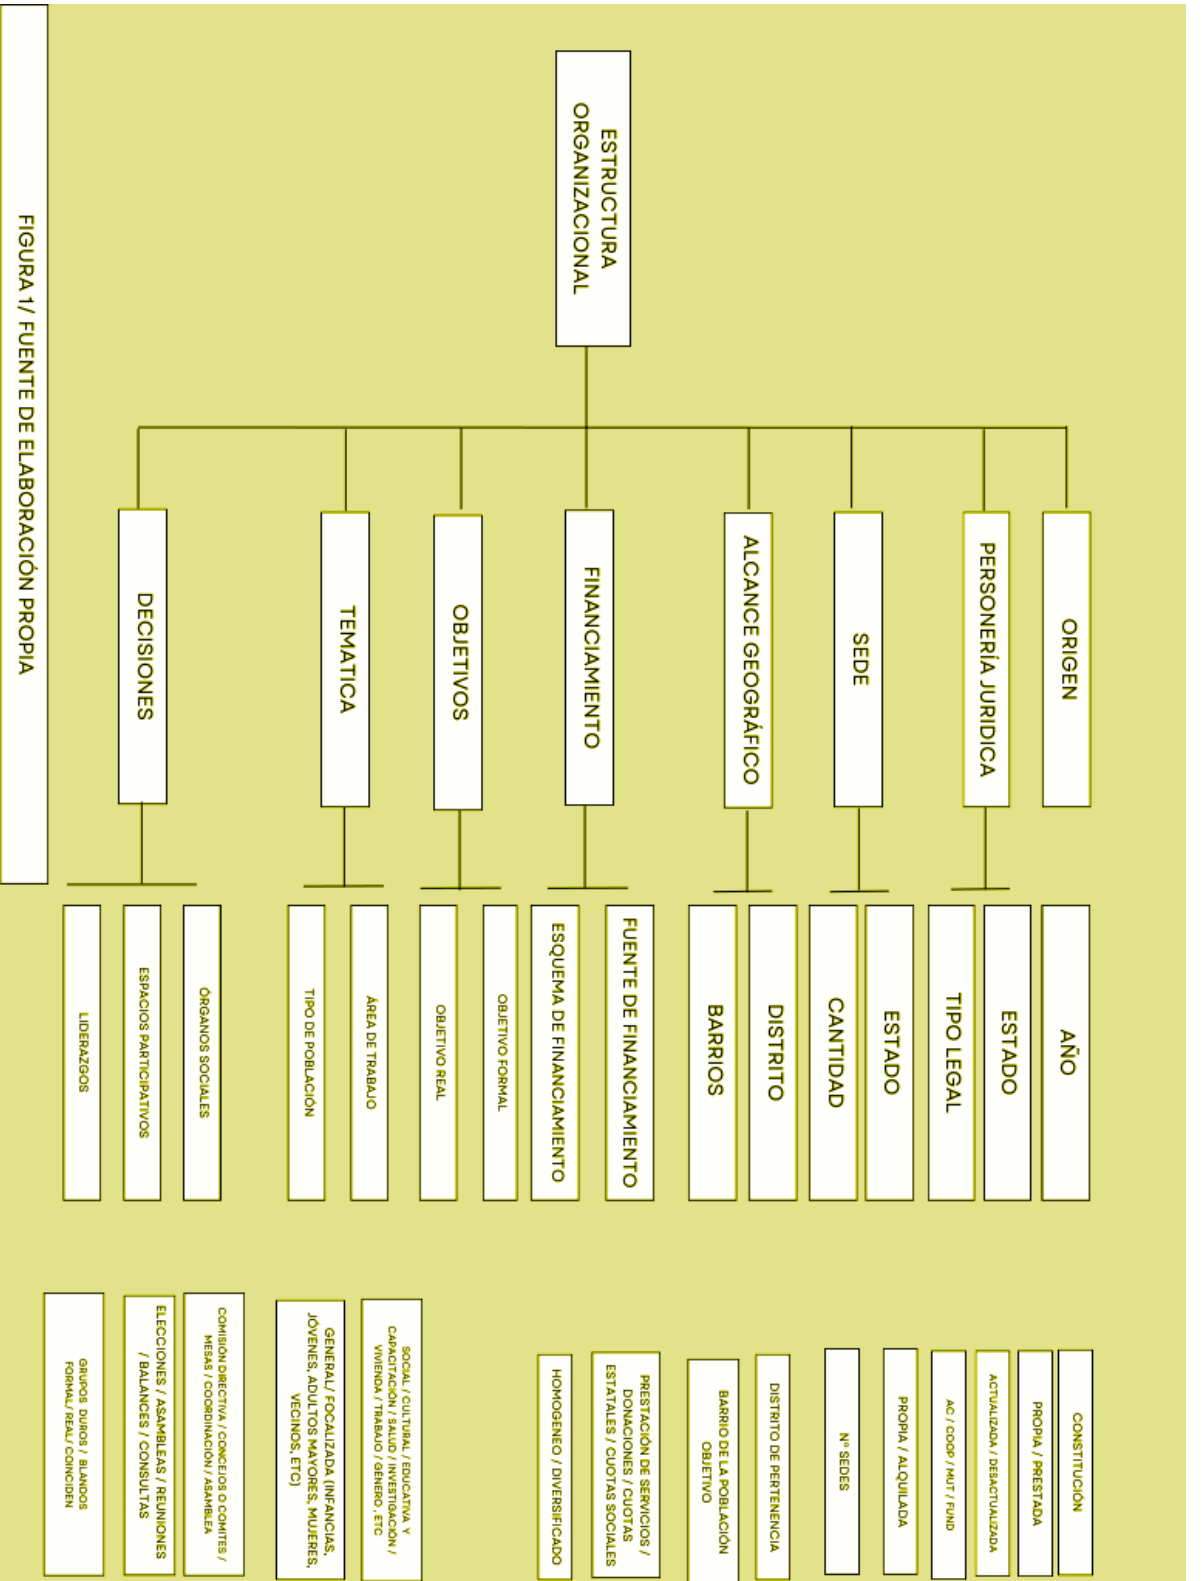 ESTRUCTURA
ORGANIZACIONAL
ORIGEN
PERSONERÍA JURIDICA
SEDE
ALCANCE GEOGRÁFICO
FINANCIAMIENTO
OBJETIVOS
TEMATICA
DECISIONES
AÑO
ESTADO
TIPO LEGAL
ESTADO
CANTIDAD
DISTRITO
BARRIOS
FUENTE DE FINANCIAMIENTO
ESQUEMA DE FINANCIAMIENTO
OBJETIVO FORMAL
OBJETIVO REAL
ÁREA DE TRABAJO
TIPO DE POBLACIÓN
ÓRGANOS SOCIALES
ESPACIOS PARTICIPATIVOS
LIDERAZGOS
CONSTITUCIÓN
PROPIA / PRESTADA
ACTUALIZADA / DESACTUALIZADA
AC / COOP / MUT / FUND
PROPIA / ALQUILADA
N° SEDES
DISTRITO DE PERTENENCIA
BARRIO DE LA POBLACIÓN
OBJETIVO
PRESTACIÓN DE SERVICIOS /
DONACIONES / CUOTAS
ESTATALES / CUOTAS SOCIALES
HOMOGENEO / DIVERSIFICADO
SOCIAL / CULTURAL / EDUCATIVA Y
CAPACITACIÓN / SALUD / INVESTIGACIÓN /
VIVIENDA / TRABAJO / GÉNERO , ETC
GENERAL/ FOCALIZADA (INFANCIAS,
JÓVENES, ADULTOS MAYORES, MUJERES,
VECINOS, ETC)
COMISIÓN DIRECTIVA / CONCEJOS O COMITES /
MESAS / COORDINACIÓN / ASAMBLEA
ELECCIONES / ASAMBLEAS / REUNIONES
/ BALANCES / CONSULTAS
GRUPOS DUROS / BLANDOS
FORMAL/ REAL/ COINCIDEN
FIGURA 1/ FUENTE DE ELABORACIÓN PROPIA